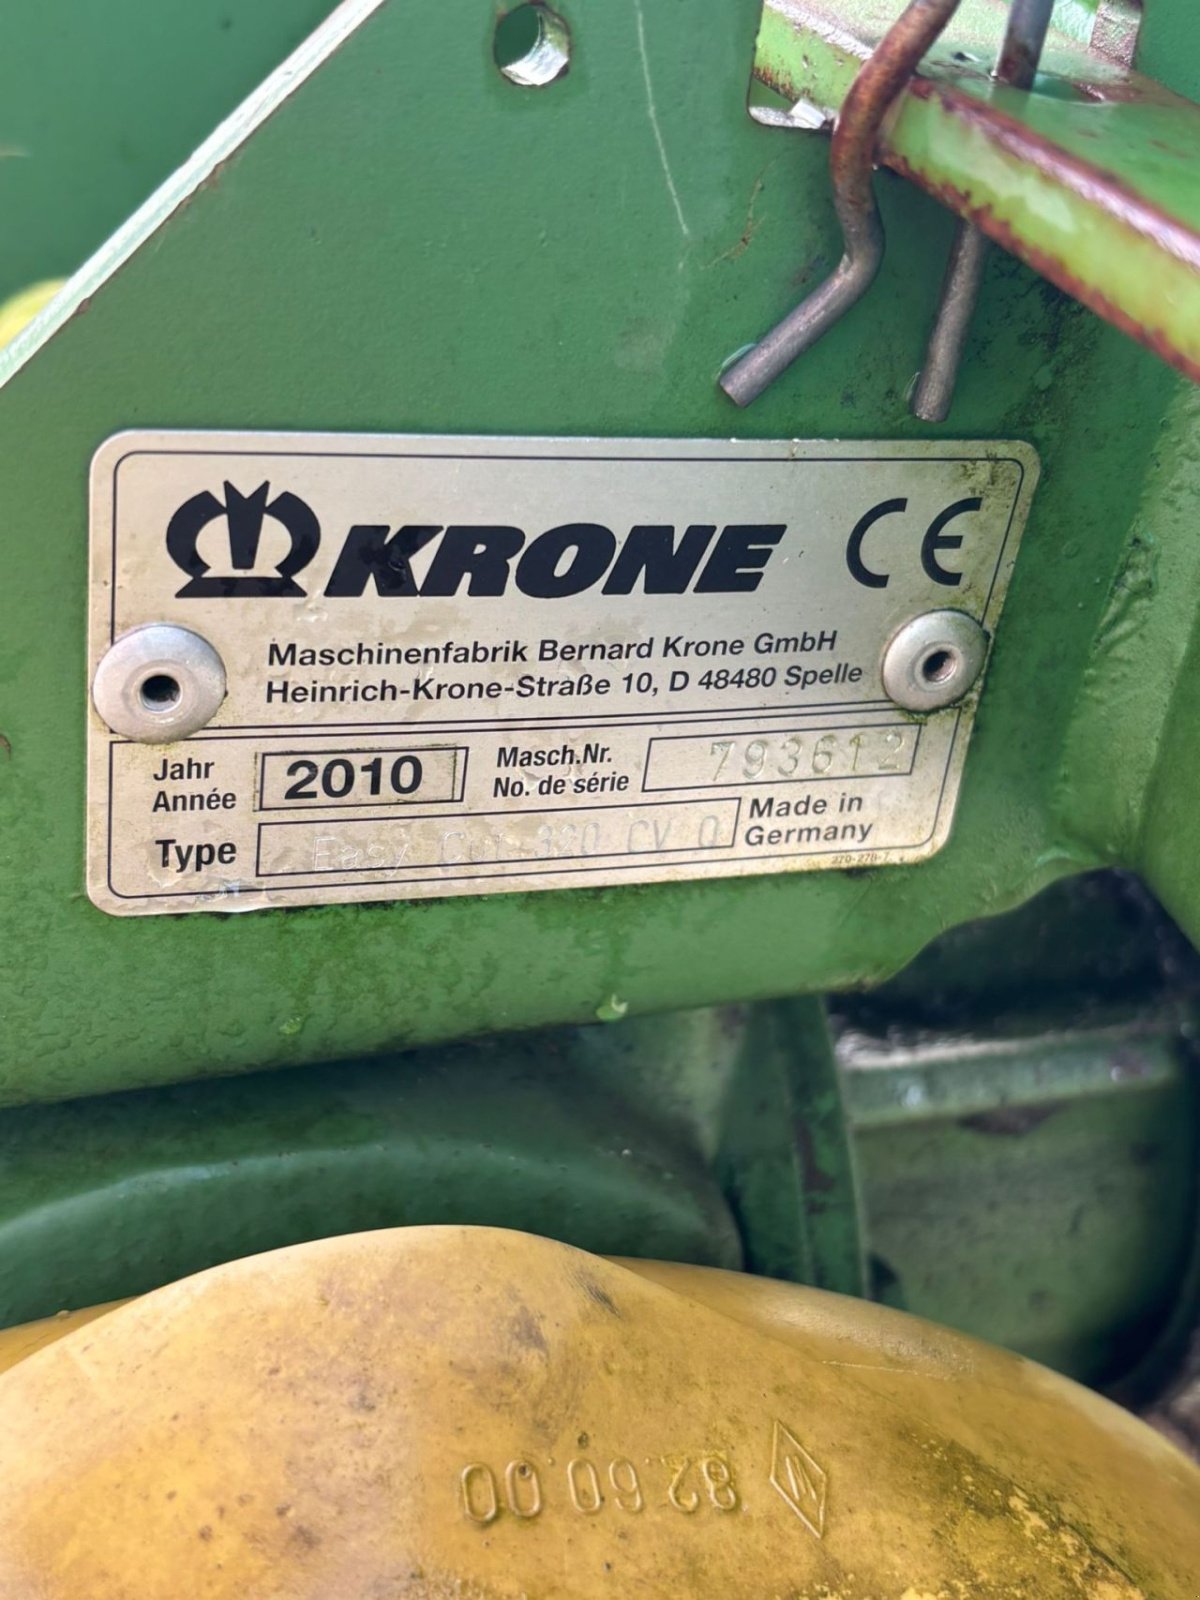 KRONE CE
Maschinenfabrik Bernard Krone GmbH
Heinrich-Krone-Straße 10, D 48480 Spelle
Jahr
Année
2010
Masch.Nr.
No. de série
793612
Type
Easy Cut 320 CV Q
Made in
Germany
82.60.00